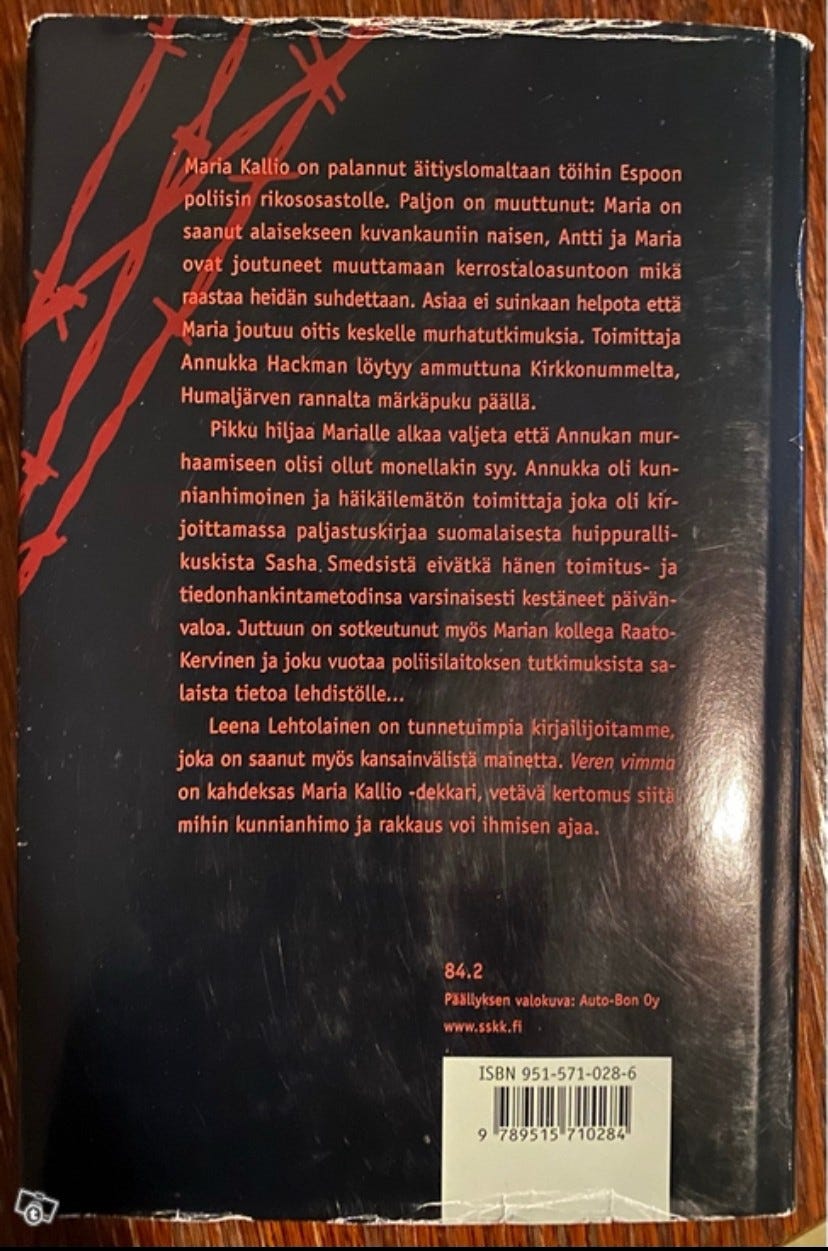 Maria Kallio on palannut äitiyslomaltaan töihin Espoon
poliisin rikososastolle. Paljon on muuttunut: Maria on
saanut alaisekseen kuvankauniin naisen, Antti ja Maria
ovat joutuneet muuttamaan kerrostaloasuntoon mikä
raastaa heidän suhdettaan. Asiaa ei suinkaan helpota että
Maria joutuu oitis keskelle murhatutkimuksia. Toimittaja
Annukka Hackman löytyy ammuttuna Kirkkonummelta,
Humaljärven rannalta märkäpuku päällä.
Pikku hiljaa Marialle alkaa valjeta että Annukan mur-
haamiseen olisi ollut monellakin syy. Annukka oli kun-
nianhimoinen ja häikäilemätön toimittaja joka oli kir-
joittamassa paljastuskirjaa suomalaisesta huippuralli-
kuskista Sasha Smedsistä eivätkä hänen toimitus- ja
tiedonhankintametodinsa varsinaisesti kestäneet päivän-
valoa. Juttuun on sotkeutunut myös Marian kollega Raato-
Kervinen ja joku vuotaa poliisilaitoksen tutkimuksista sa-
laista tietoa lehdistölle...
Leena Lehtolainen on tunnetuimpia kirjailijoitamme,
joka on saanut myös kansainvälistä mainetta. Veren vimma
on kahdeksas Maria Kallio -dekkari, vetävä kertomus siitä
mihin kunnianhimo ja rakkaus voi ihmisen ajaa.
84.2
Päällyksen valokuva: Auto-Bon Oy
www.sskk.fi
ISBN 951-571-028-6
9 789515 710284
t